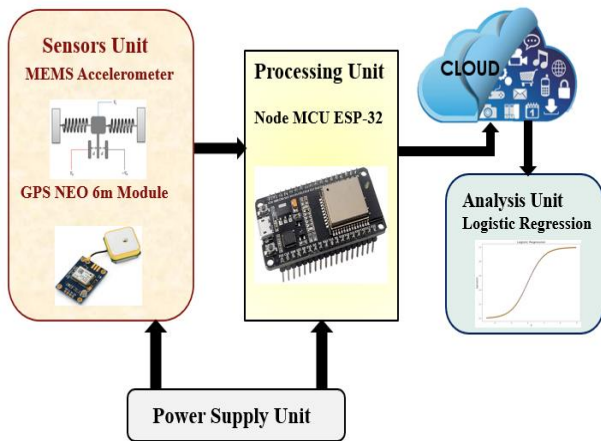 Sensors Unit
MEMS Accelerometer
GPS NEO 6m Module
Processing Unit
Node MCU ESP-32
CLOUD
Analysis Unit
Logistic Regression
Logistic Regression
Power Supply Unit